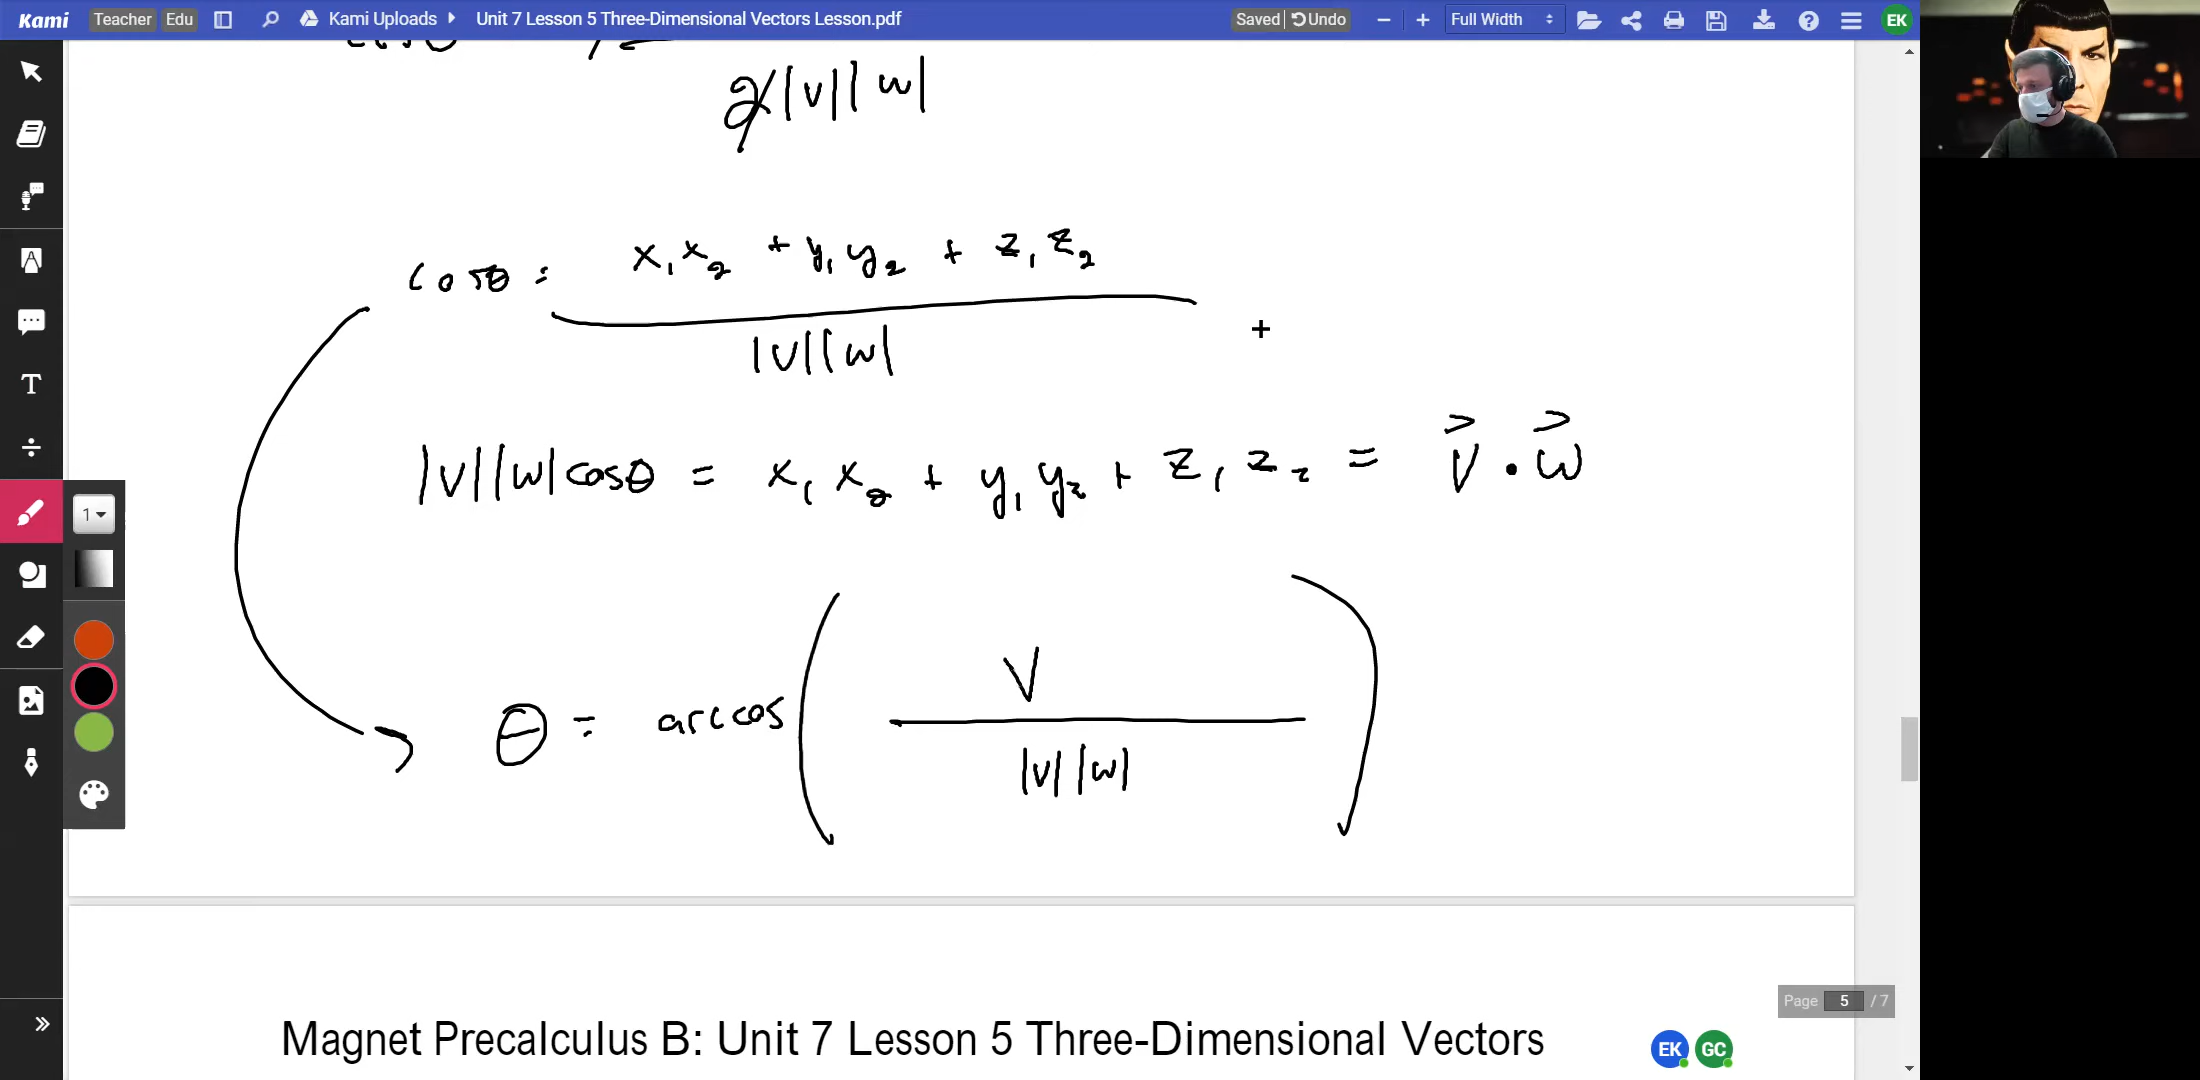 Kami Teacher Edu Kami Uploads Unit 7 Lesson 5 Three-Dimensional Vectors Lesson.pdf Saved Undo Full Width EK
2|v||w|
cosθ = x₁x₂ + y₁y₂ + z₁z₂
|v||w|
|v||w|cosθ = x₁x₂ + y₁y₂ + z₁z₂ = v⃗ · w⃗
1
T
θ = arccos( v
|v||w| )
Page 5 / 7
Magnet Precalculus B: Unit 7 Lesson 5 Three-Dimensional Vectors
EK GC